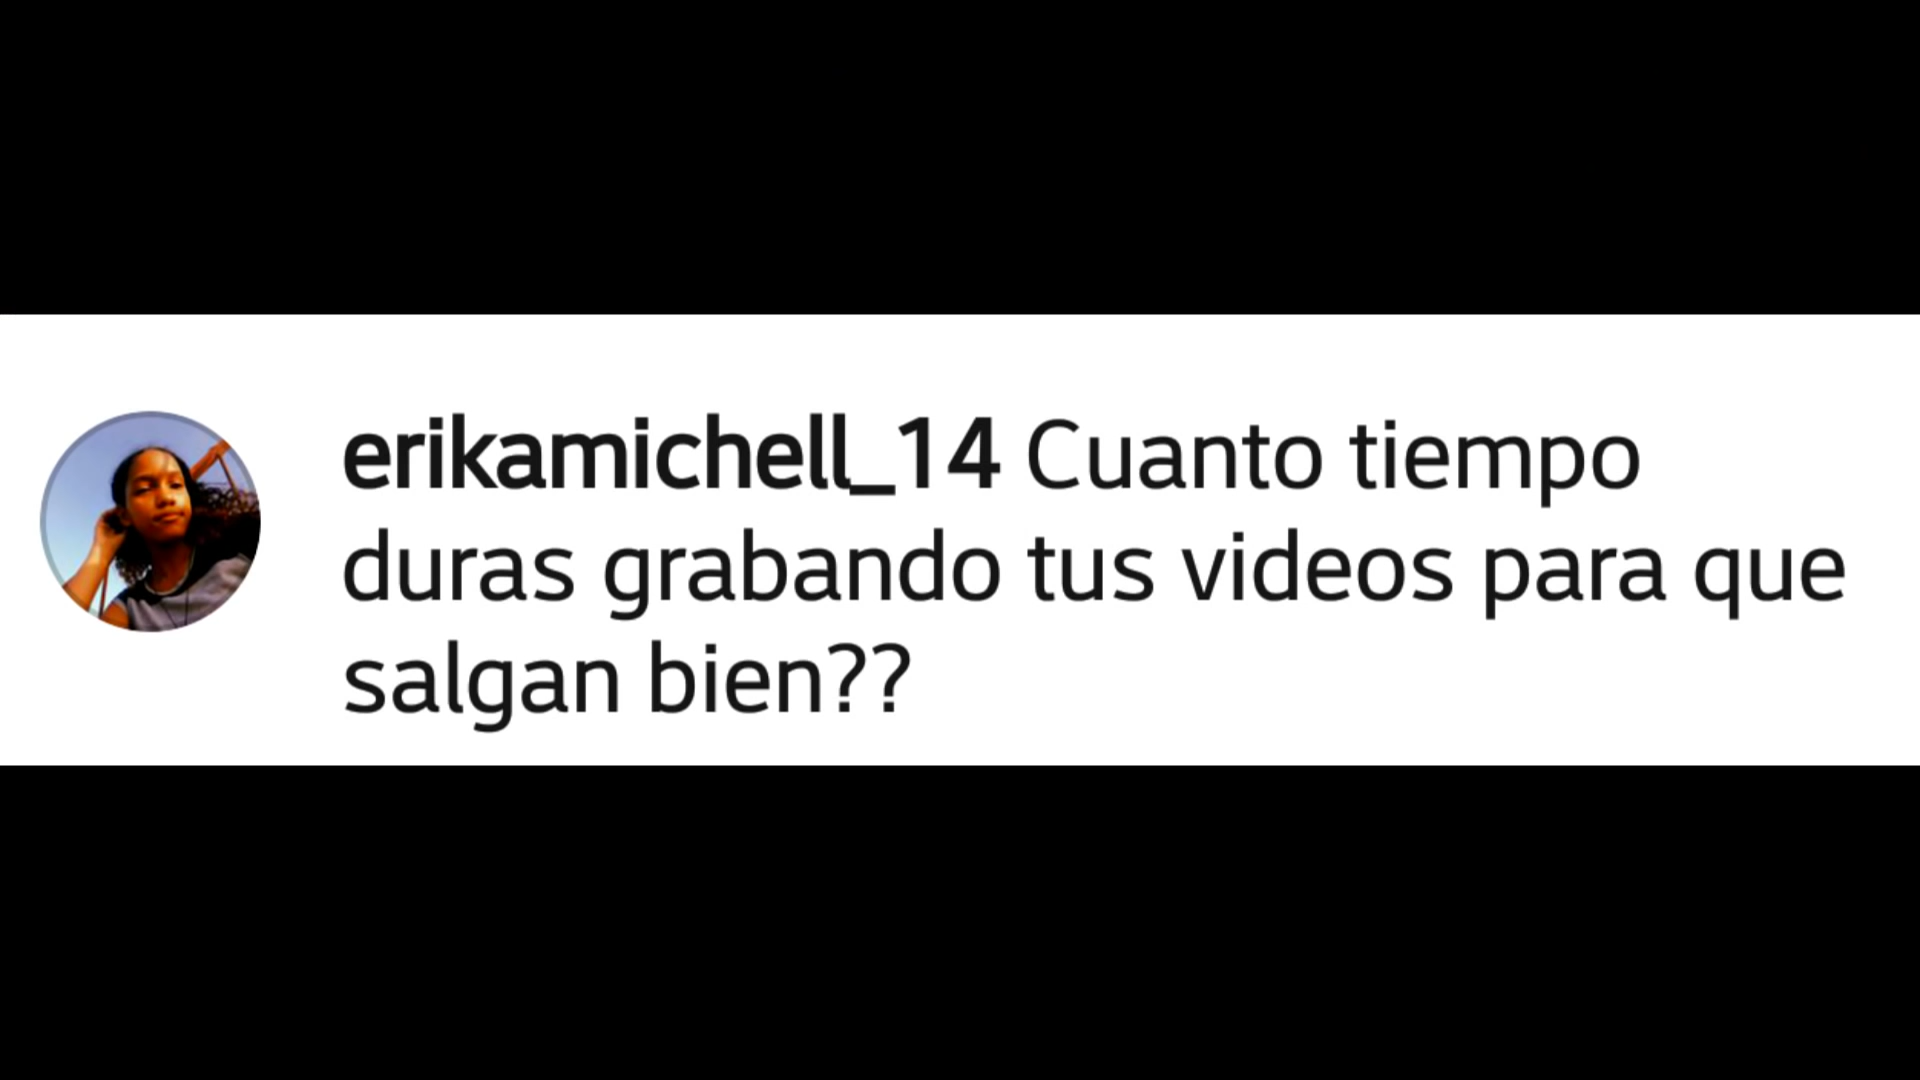 erikamichell_14 Cuanto tiempo
duras grabando tus videos para que
salgan bien??